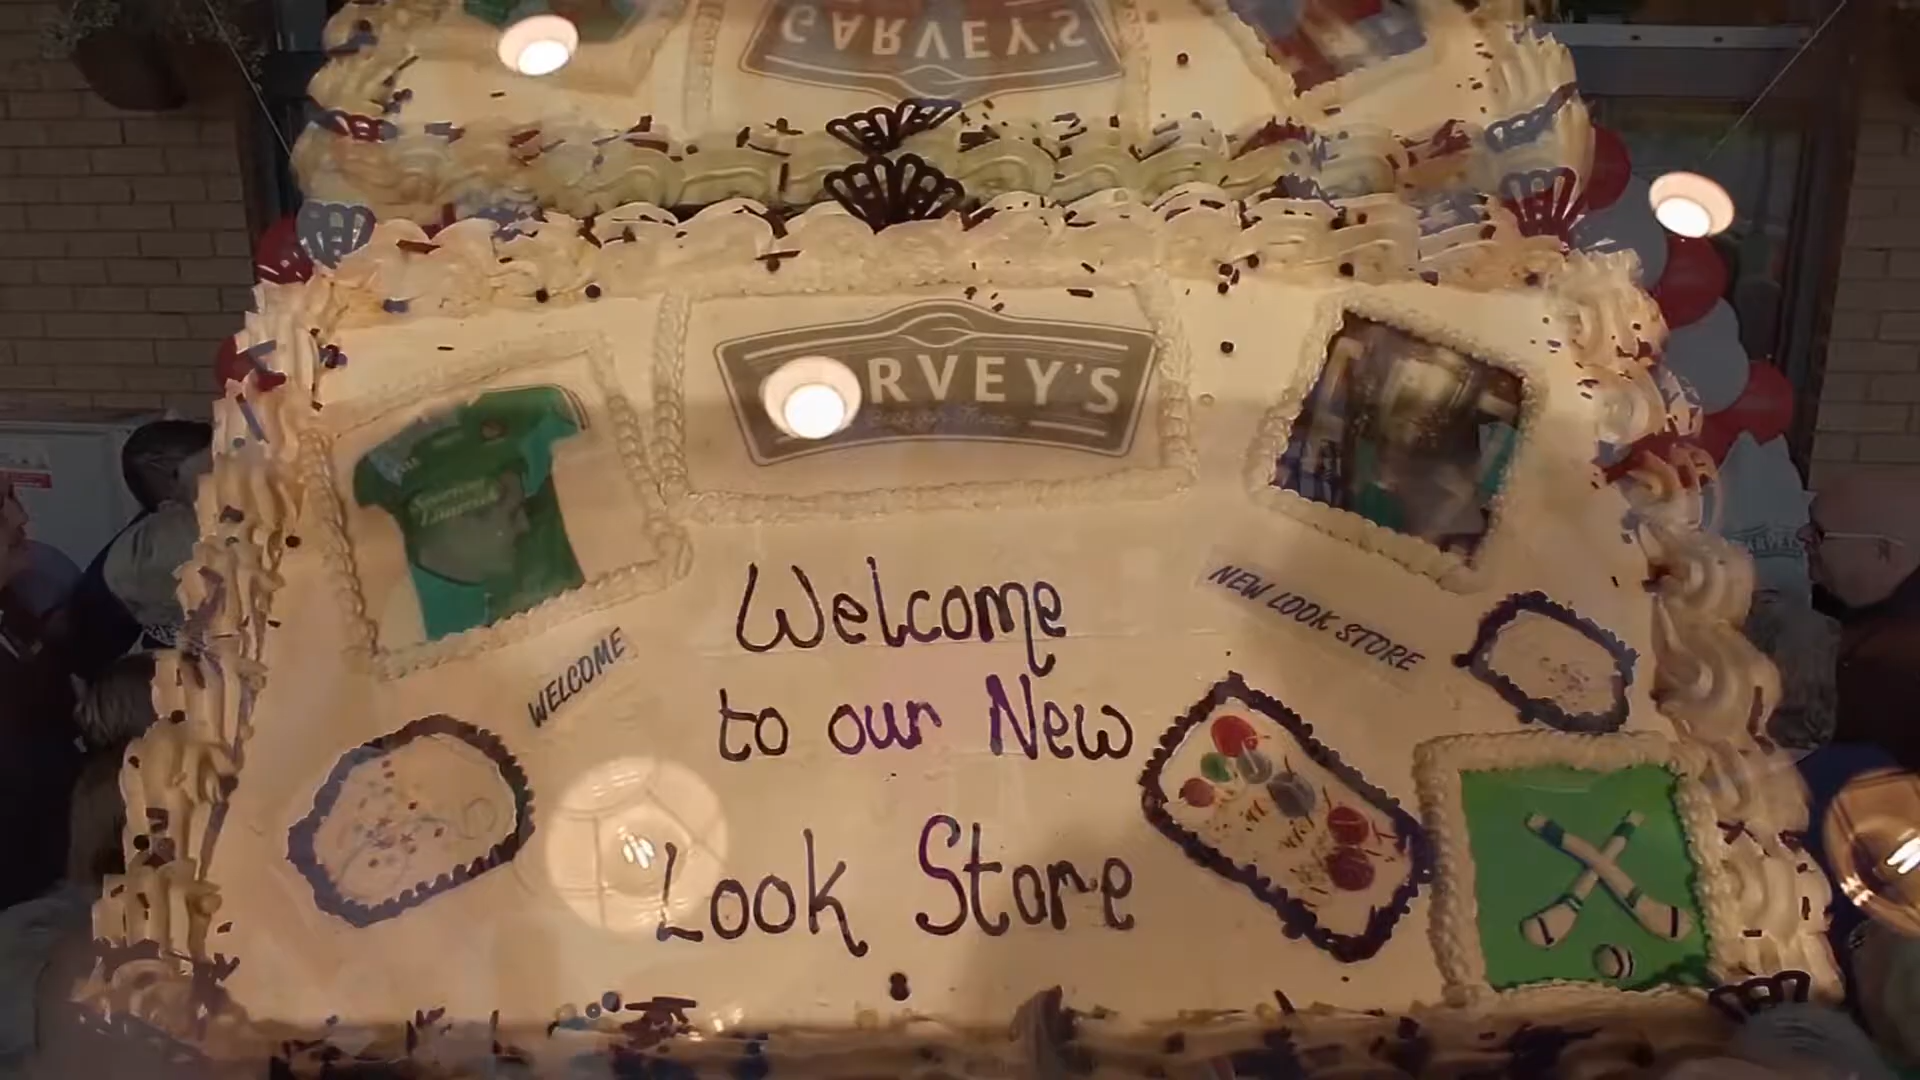 GARVEY'S
RVEY'S
WELCOME
NEW LOOK STORE
Welcome
to our New
Look Store